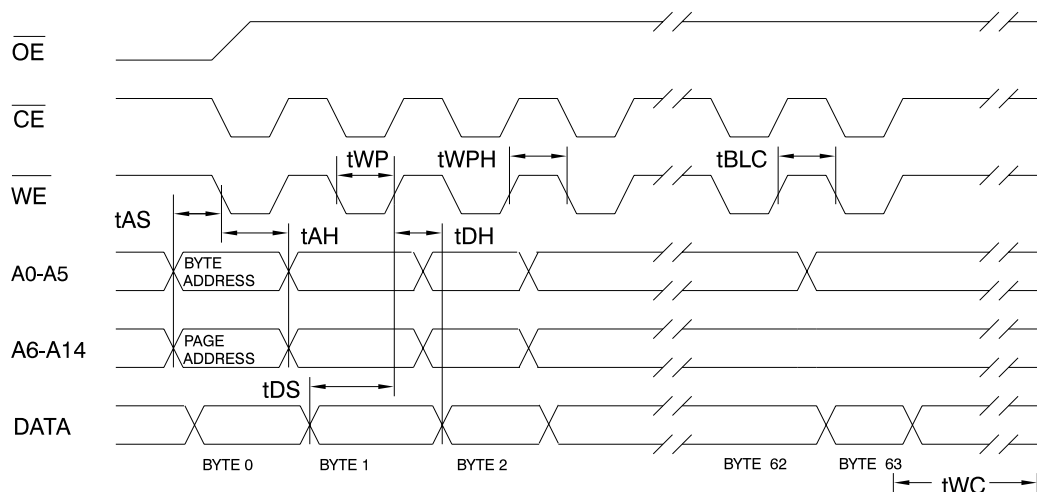 OE
CE
tWP tWPH tBLC
WE
tAS
tAH tDH
A0-A5 BYTE ADDRESS
A6-A14 PAGE ADDRESS
tDS
DATA
BYTE 0 BYTE 1 BYTE 2 BYTE 62 BYTE 63
tWC